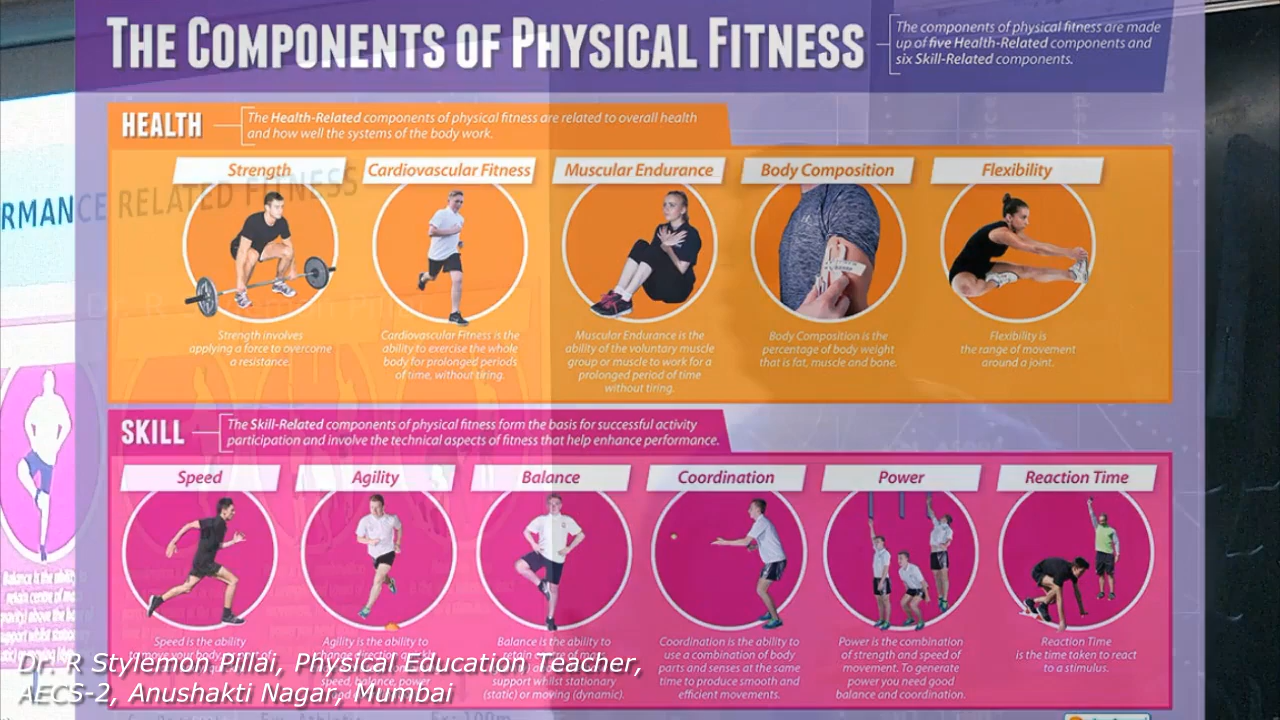 THE COMPONENTS OF PHYSICAL FITNESS
The components of physical fitness are made
up of five Health-Related components and
six Skill-Related components.
HEALTH
The Health-Related components of physical fitness are related to overall health
and how well the systems of the body work.
RMANCE RELATED FITNESS
Strength
Cardiovascular Fitness
Muscular Endurance
Body Composition
Flexibility
Strength involves
applying a force to overcome
a resistance.
Cardiovascular Fitness is the
ability to exercise the whole
body for prolonged periods
of time, without tiring.
Muscular Endurance is the
ability of the voluntary muscle
group or muscle to work for a
prolonged period of time
without tiring.
Body Composition is the
percentage of body weight
that is fat, muscle and bone.
Flexibility is
the range of movement
around a joint.
SKILL
The Skill-Related components of physical fitness form the basis for successful activity
participation and involve the technical aspects of fitness that help enhance performance.
Speed
Agility
Balance
Coordination
Power
Reaction Time
Speed is the ability
Agility is the ability to
speed, balance, power
Balance is the ability to
support whilst stationary
(static) or moving (dynamic).
Coordination is the ability to
use a combination of body
parts and senses at the same
time to produce smooth and
efficient movements.
Power is the combination
of strength and speed of
movement. To generate
power you need good
balance and coordination.
Reaction Time
is the time taken to react
to a stimulus.
Balance is the ability
Dr. R Stylemon Pillai, Physical Education Teacher,
AECS-2, Anushakti Nagar, Mumbai